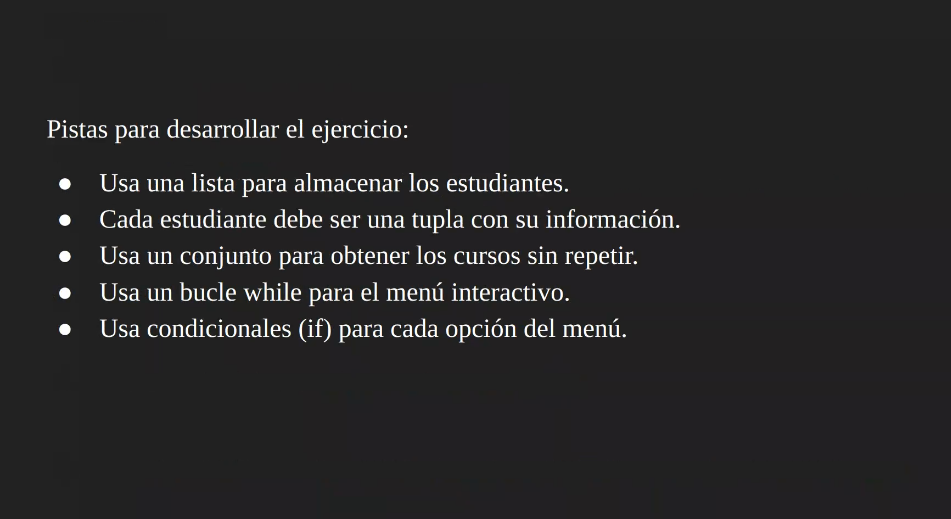 Pistas para desarrollar el ejercicio:
● Usa una lista para almacenar los estudiantes.
● Cada estudiante debe ser una tupla con su información.
● Usa un conjunto para obtener los cursos sin repetir.
● Usa un bucle while para el menú interactivo.
● Usa condicionales (if) para cada opción del menú.